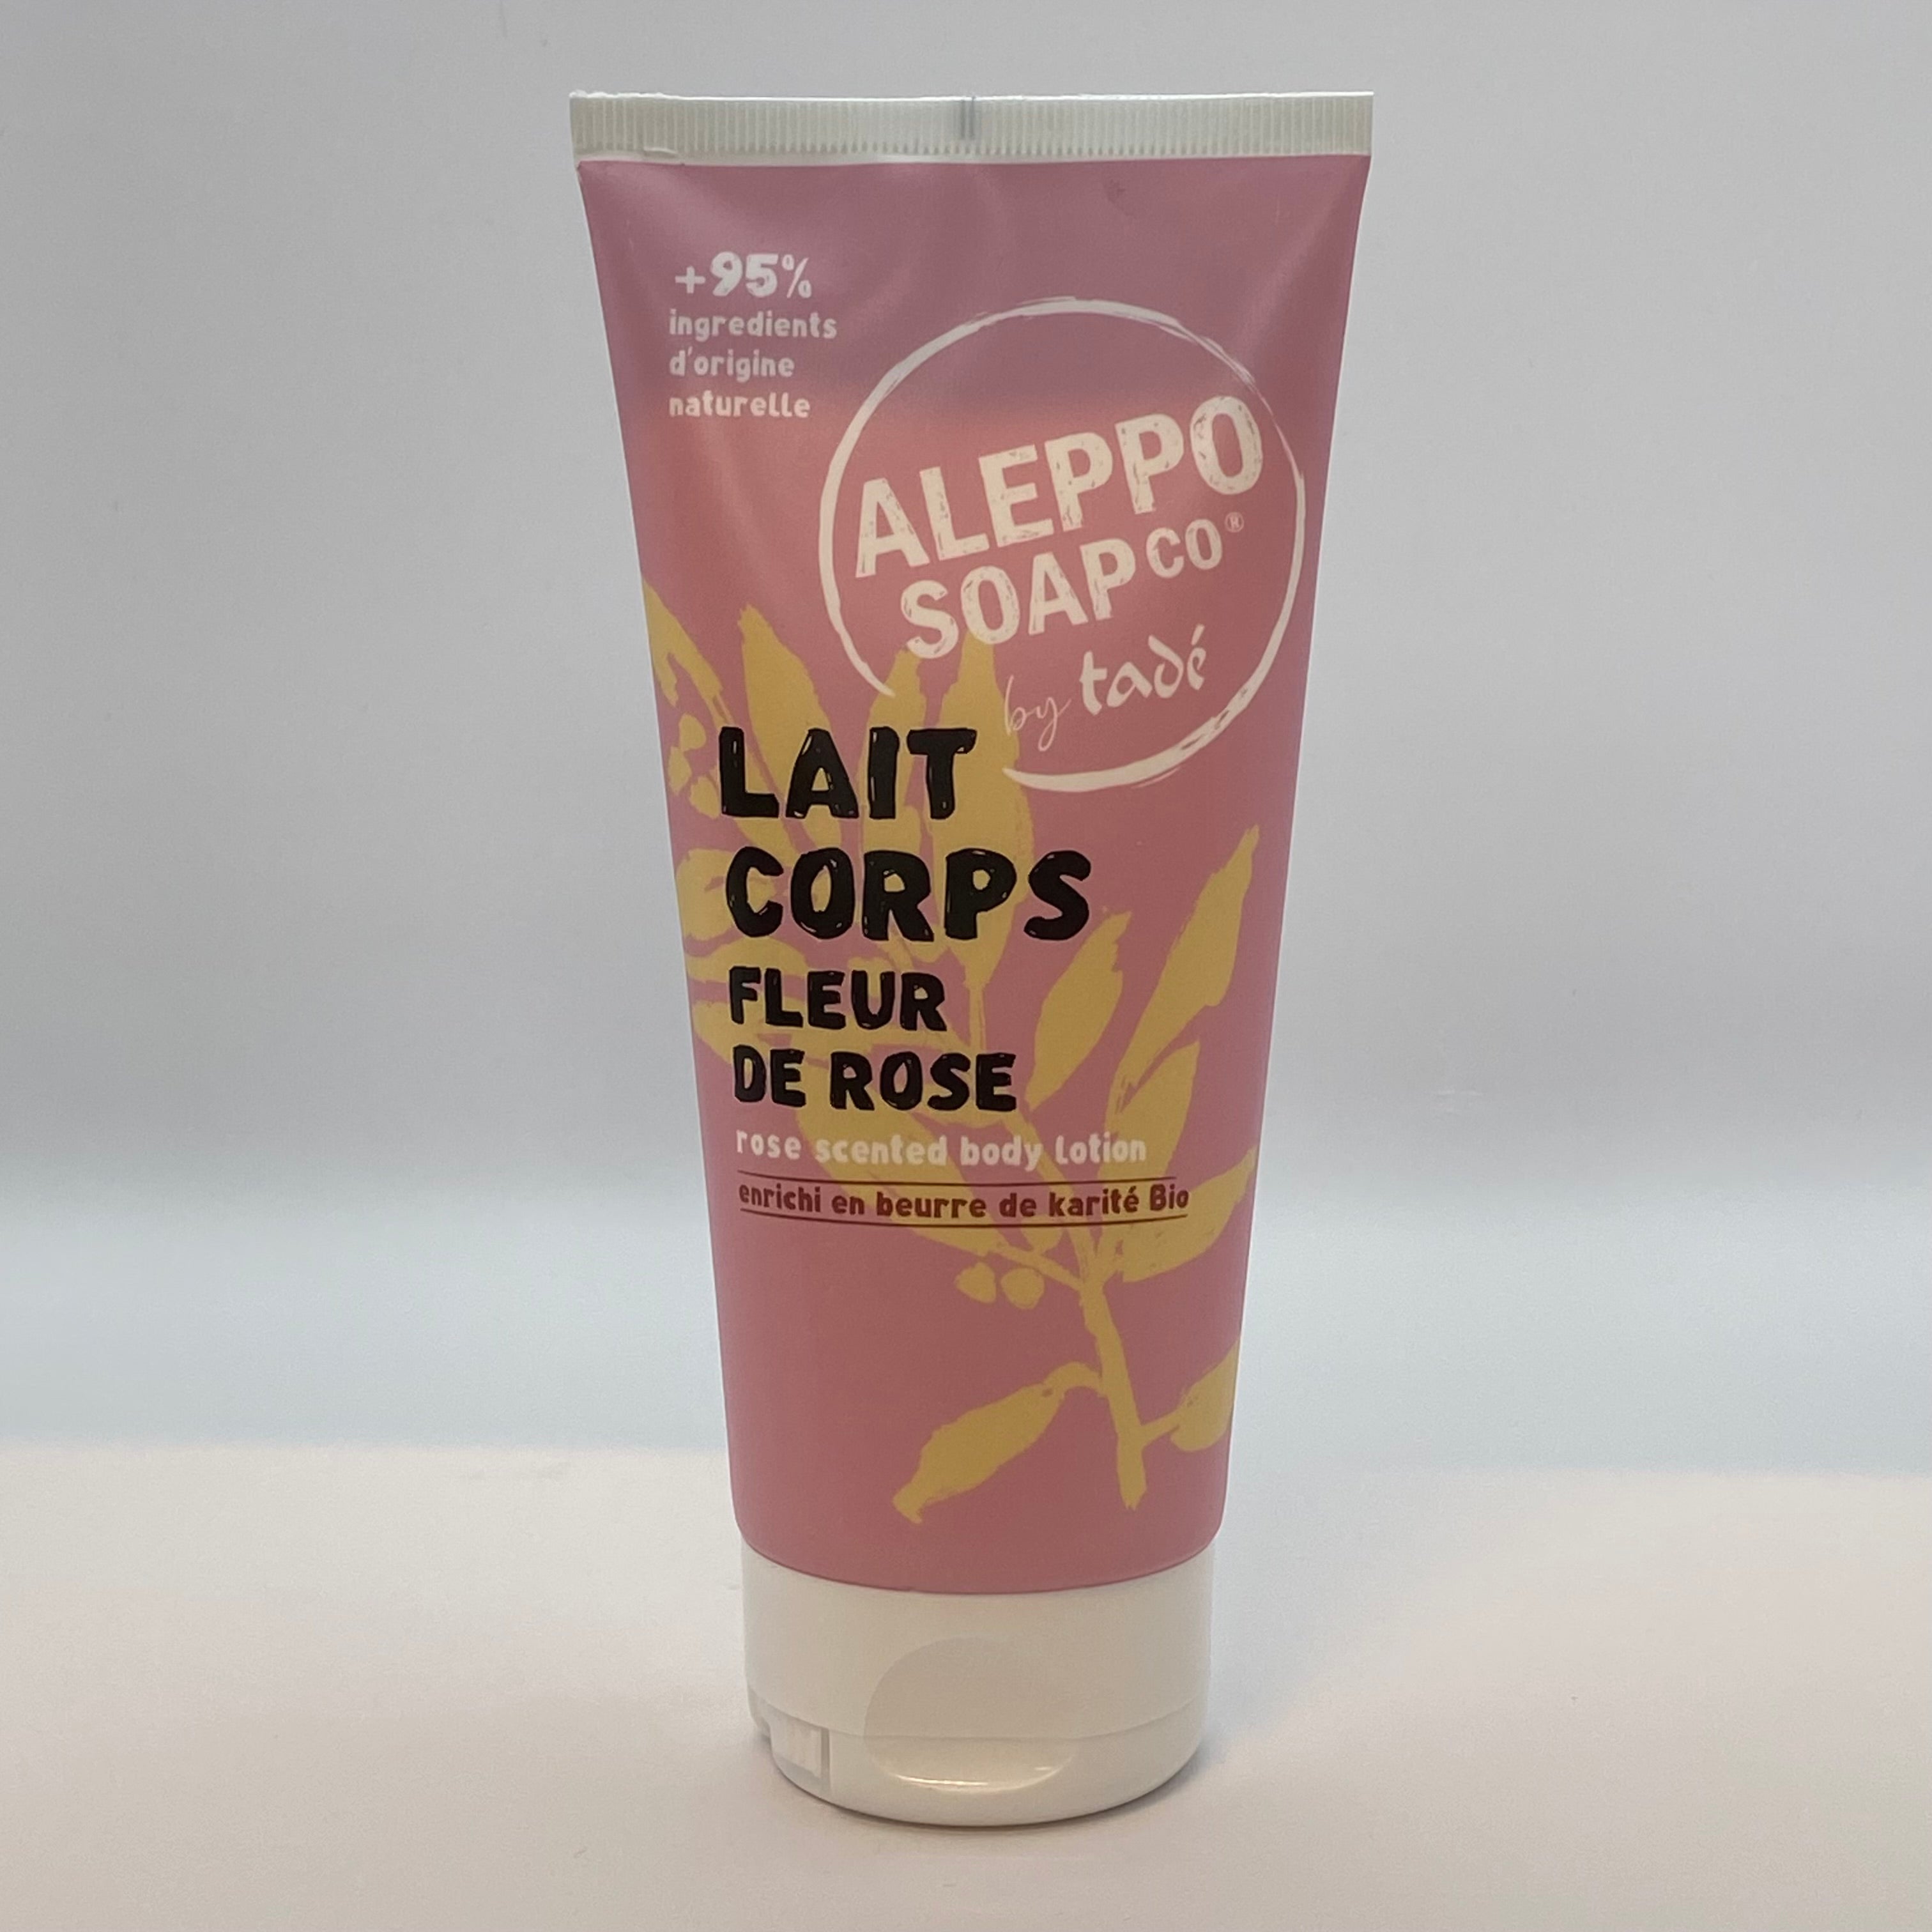 +95%
ingredients
d'origine
naturelle
ALEPPO
SOAP CO®
by tadé
LAIT
CORPS
FLEUR
DE ROSE
rose scented body lotion
enrichi en beurre de karité Bio